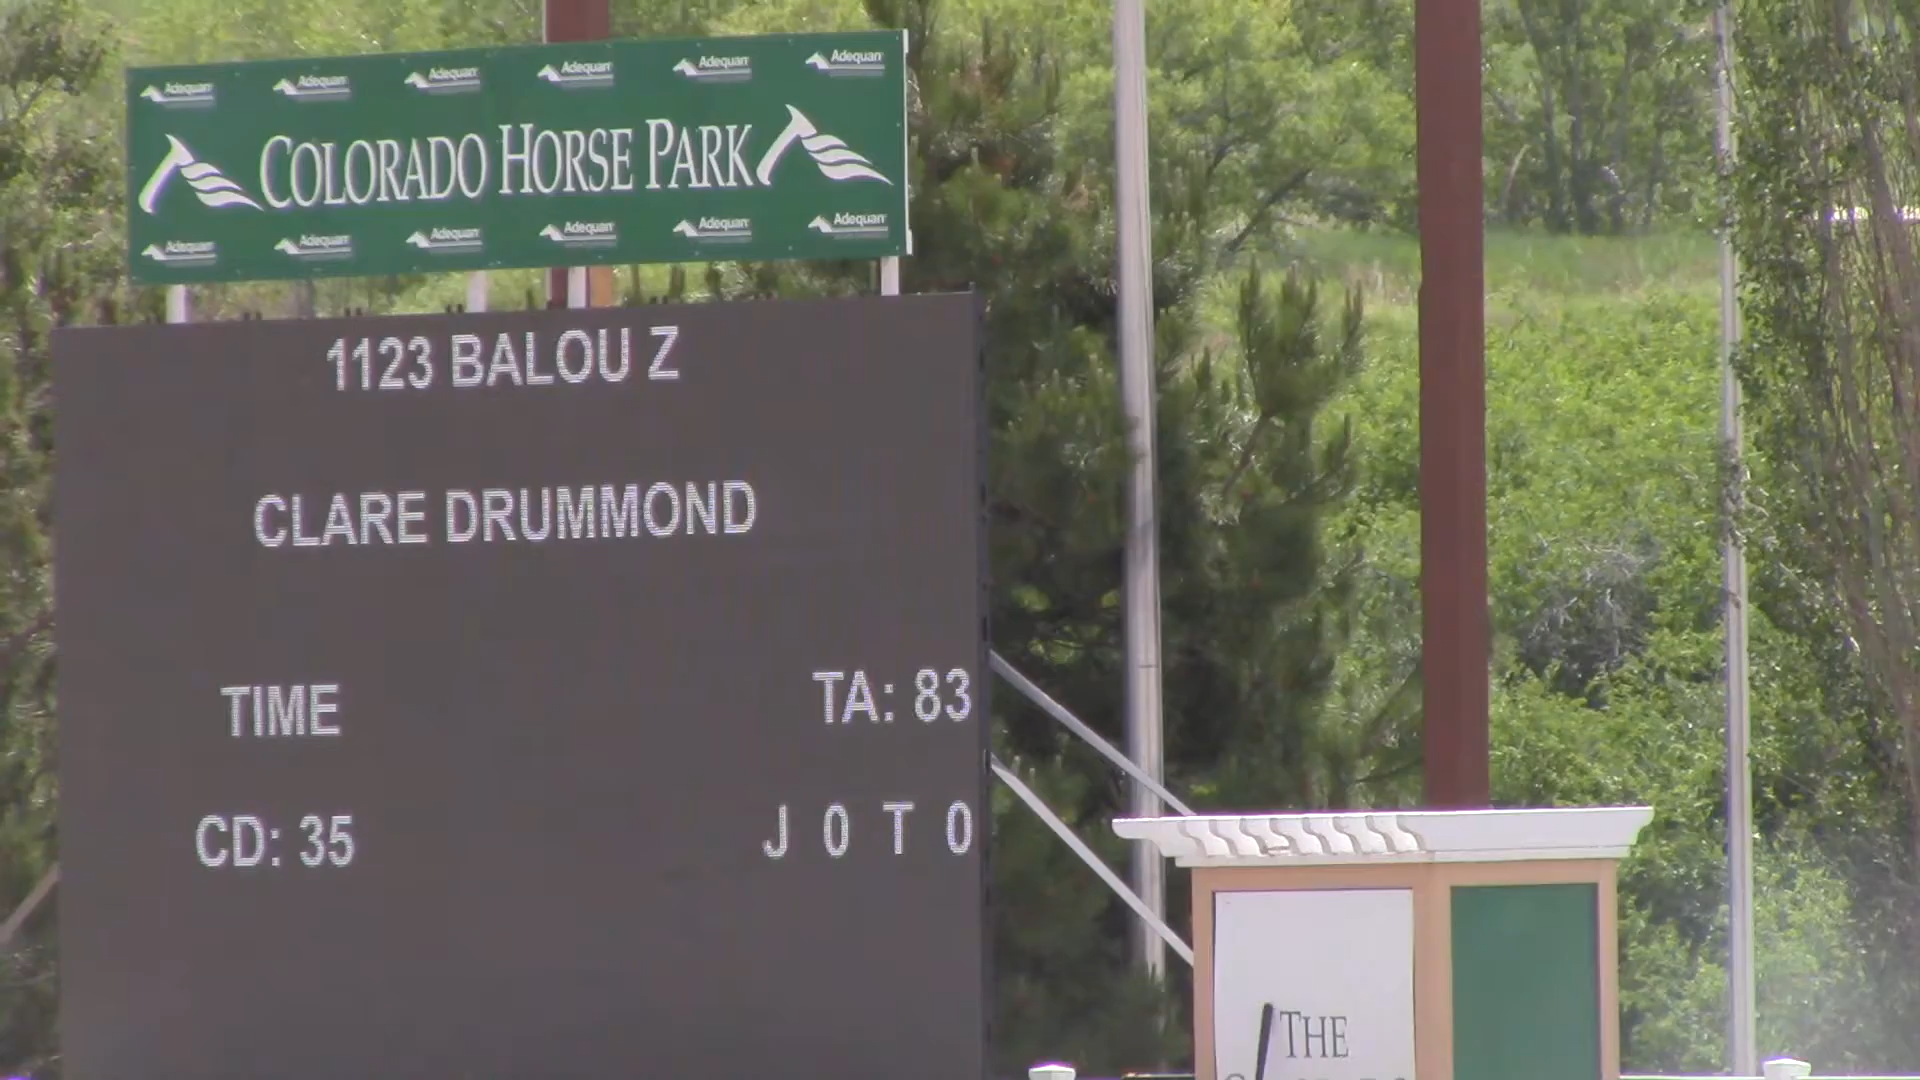 Adequan Adequan Adequan Adequan Adequan Adequan
COLORADO HORSE PARK
Adequan Adequan Adequan Adequan Adequan Adequan
1123 BALOU Z
CLARE DRUMMOND
TIME TA: 83
CD: 35 J 0 T 0
THE